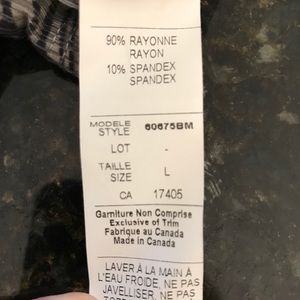 90% RAYONNE
RAYON
10% SPANDEX
SPANDEX
MODELE
STYLE 60675BM
LOT -
TAILLE
SIZE L
CA 17405
Garniture Non Comprise
Exclusive of Trim
Fabrique au Canada
Made in Canada
LAVER À LA MAIN À
L'EAU FROIDE, NE PAS
JAVELLISER, NE PAS